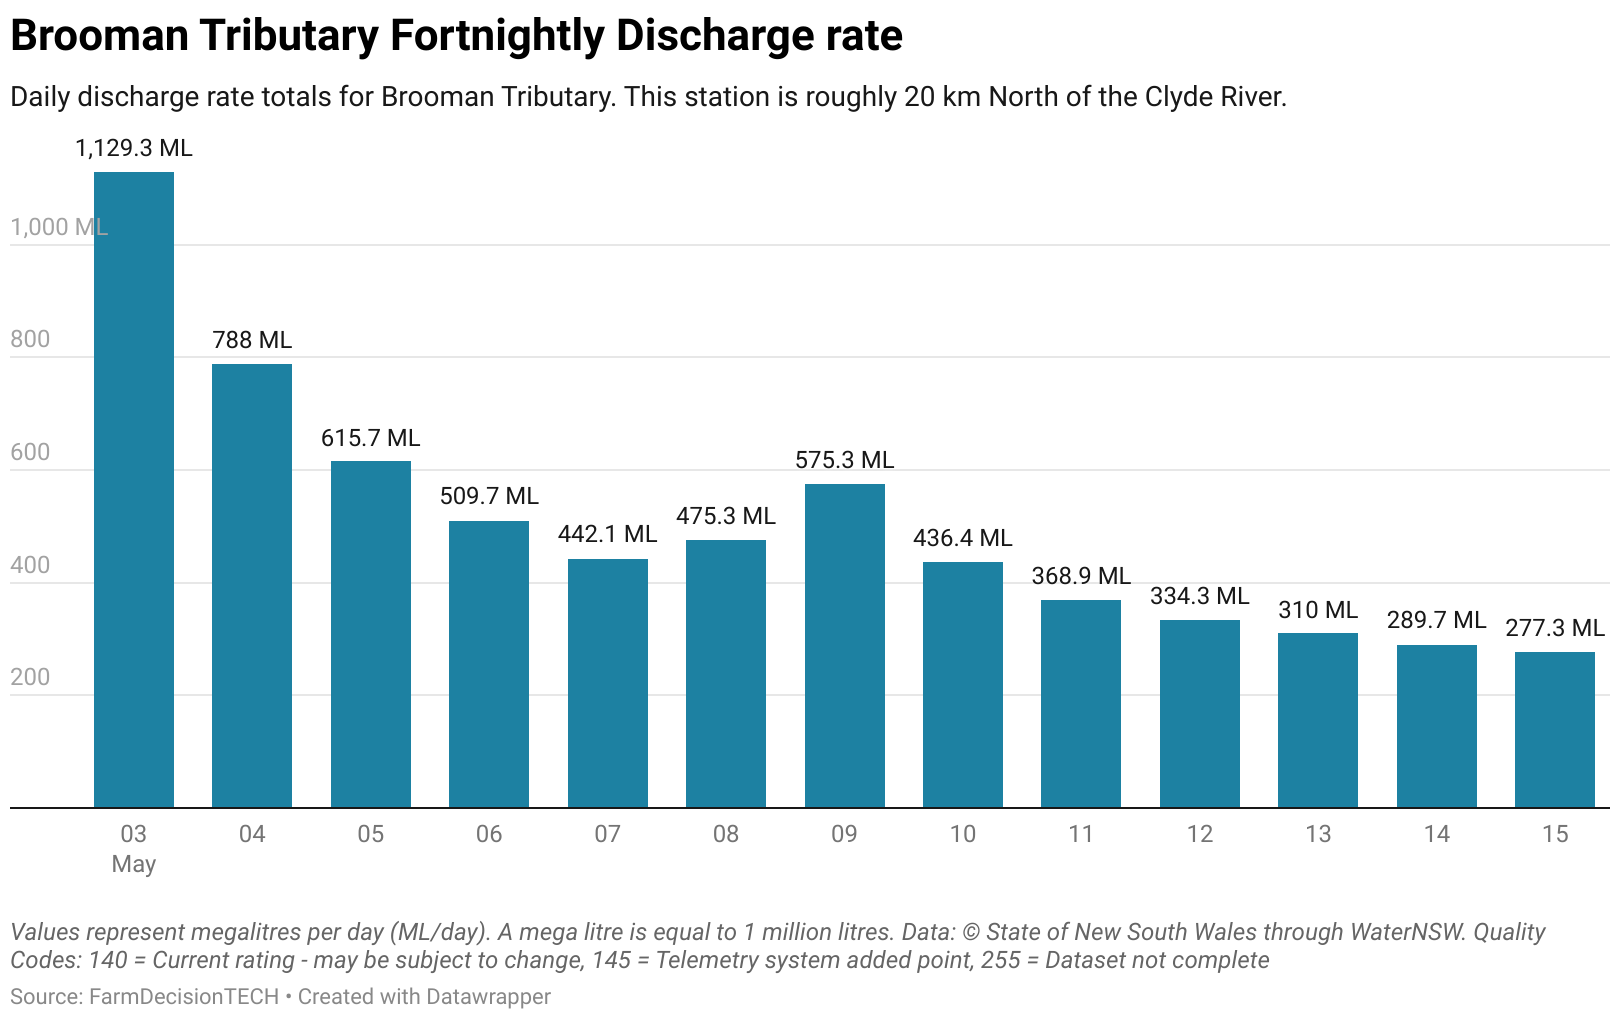 Brooman Tributary Fortnightly Discharge rate
Daily discharge rate totals for Brooman Tributary. This station is roughly 20 km North of the Clyde River.
1,129.3 ML
1,000 ML
800
788 ML
615.7 ML
600
575.3 ML
509.7 ML
475.3 ML
442.1 ML
436.4 ML
400
368.9 ML
334.3 ML
310 ML
289.7 ML
277.3 ML
200
03 04 05 06 07 08 09 10 11 12 13 14 15
May
Values represent megalitres per day (ML/day). A mega litre is equal to 1 million litres. Data: © State of New South Wales through WaterNSW. Quality
Codes: 140 = Current rating - may be subject to change, 145 = Telemetry system added point, 255 = Dataset not complete
Source: FarmDecisionTECH • Created with Datawrapper